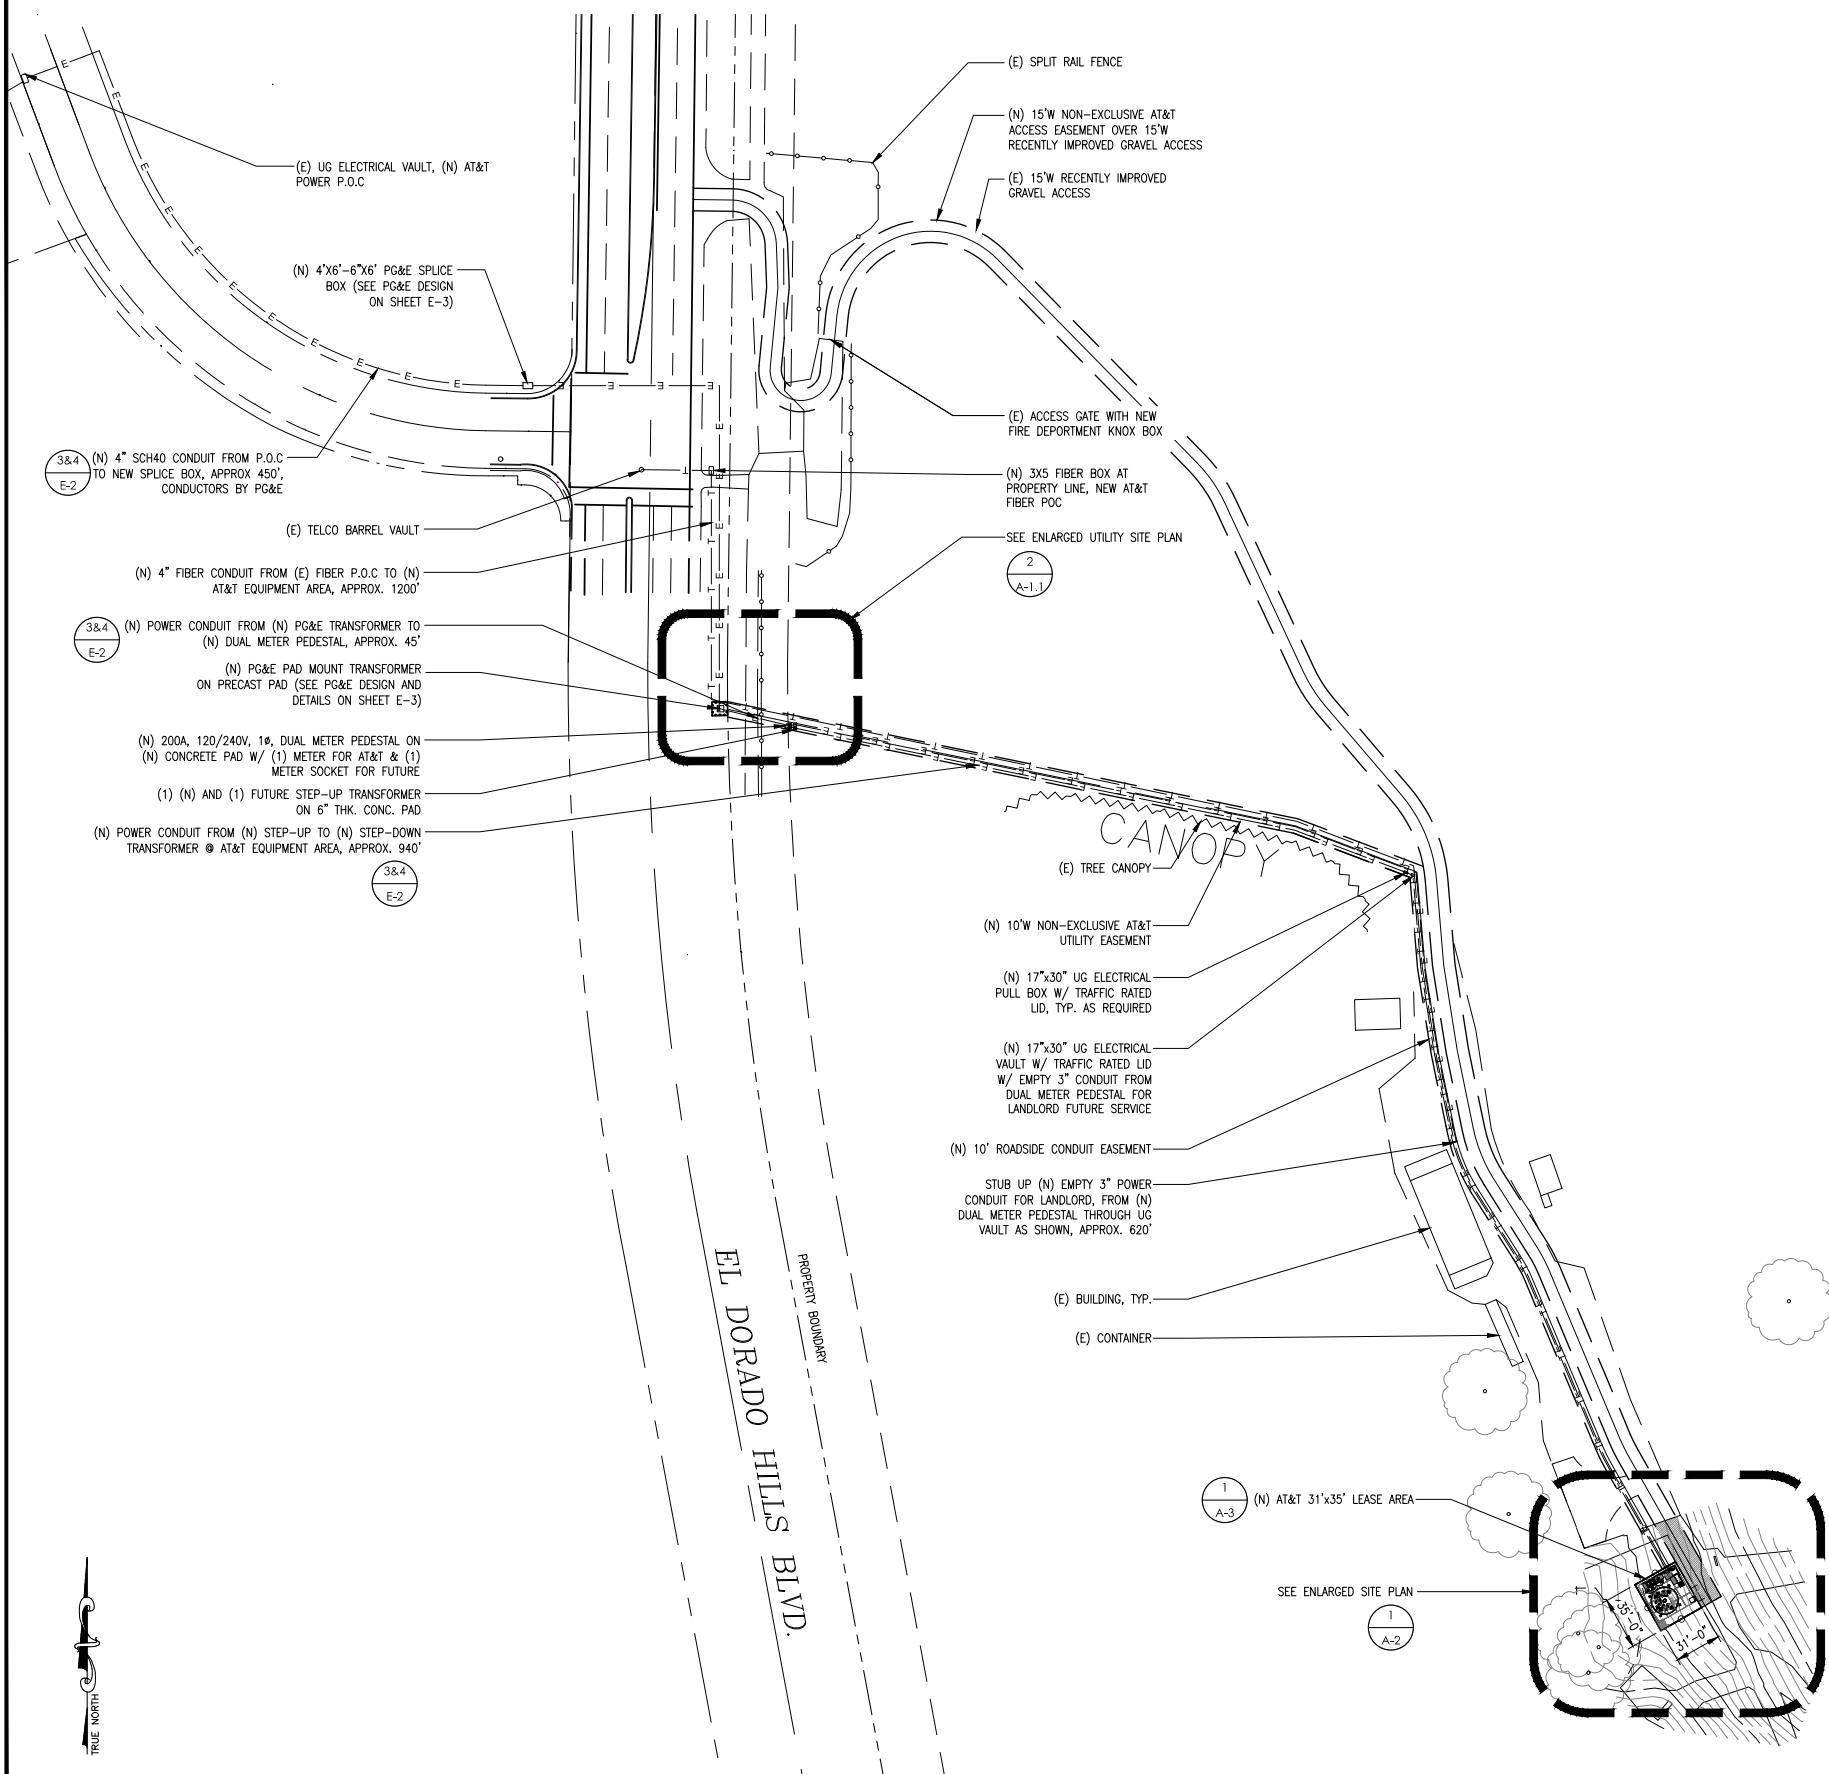 (E) SPLIT RAIL FENCE
(N) 15'W NON-EXCLUSIVE AT&T
ACCESS EASEMENT OVER 15'W
RECENTLY IMPROVED GRAVEL ACCESS
(E) 15'W RECENTLY IMPROVED
GRAVEL ACCESS
(E) UG ELECTRICAL VAULT, (N) AT&T
POWER P.O.C
(N) 4'X6'-6"X6' PG&E SPLICE
BOX (SEE PG&E DESIGN
ON SHEET E-3)
(E) ACCESS GATE WITH NEW
FIRE DEPORTMENT KNOX BOX
3&4
E-2
(N) 4" SCH40 CONDUIT FROM P.O.C
TO NEW SPLICE BOX, APPROX 450',
CONDUCTORS BY PG&E
(N) 3X5 FIBER BOX AT
PROPERTY LINE, NEW AT&T
FIBER POC
(E) TELCO BARREL VAULT
SEE ENLARGED UTILITY SITE PLAN
2
A-1.1
(N) 4" FIBER CONDUIT FROM (E) FIBER P.O.C TO (N)
AT&T EQUIPMENT AREA, APPROX. 1200'
3&4
E-2
(N) POWER CONDUIT FROM (N) PG&E TRANSFORMER TO
(N) DUAL METER PEDESTAL, APPROX. 45'
(N) PG&E PAD MOUNT TRANSFORMER
ON PRECAST PAD (SEE PG&E DESIGN AND
DETAILS ON SHEET E-3)
(N) 200A, 120/240V, 1ø, DUAL METER PEDESTAL ON
(N) CONCRETE PAD W/ (1) METER FOR AT&T & (1)
METER SOCKET FOR FUTURE
(1) (N) AND (1) FUTURE STEP-UP TRANSFORMER
ON 6" THK. CONC. PAD
(N) POWER CONDUIT FROM (N) STEP-UP TO (N) STEP-DOWN
TRANSFORMER @ AT&T EQUIPMENT AREA, APPROX. 940'
3&4
E-2
CANOPY
(E) TREE CANOPY
(N) 10'W NON-EXCLUSIVE AT&T
UTILITY EASEMENT
(N) 17"x30" UG ELECTRICAL
PULL BOX W/ TRAFFIC RATED
LID, TYP. AS REQUIRED
(N) 17"x30" UG ELECTRICAL
VAULT W/ TRAFFIC RATED LID
W/ EMPTY 3" CONDUIT FROM
DUAL METER PEDESTAL FOR
LANDLORD FUTURE SERVICE
(N) 10' ROADSIDE CONDUIT EASEMENT
STUB UP (N) EMPTY 3" POWER
CONDUIT FOR LANDLORD, FROM (N)
DUAL METER PEDESTAL THROUGH UG
VAULT AS SHOWN, APPROX. 620'
(E) BUILDING, TYP.
(E) CONTAINER
EL DORADO HILLS BLVD.
PROPERTY BOUNDARY
1
A-3
(N) AT&T 31'x35' LEASE AREA
SEE ENLARGED SITE PLAN
1
A-2
35'-0"
31'-0"
TRUE NORTH